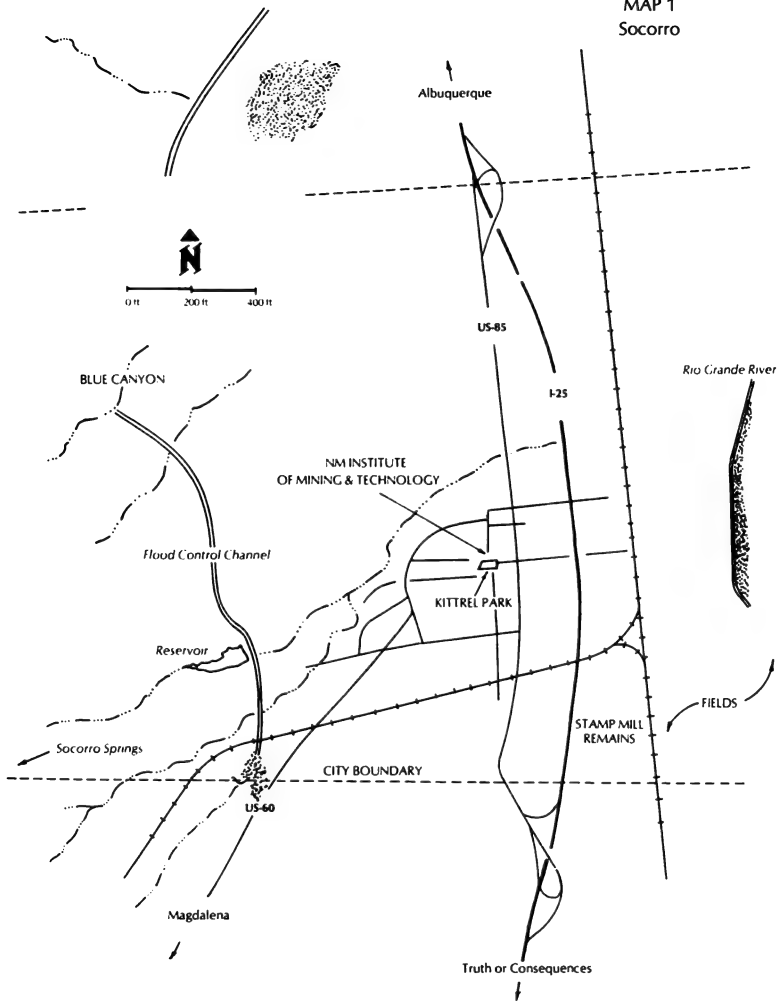 MAP 1
Socorro
Albuquerque
N
0 ft 200 ft 400 ft
US-85
BLUE CANYON
Rio Grande River
I-25
NM INSTITUTE
OF MINING & TECHNOLOGY
Flood Control Channel
KITTREL PARK
Reservoir
FIELDS
STAMP MILL
REMAINS
Socorro Springs
CITY BOUNDARY
US-60
Magdalena
Truth or Consequences